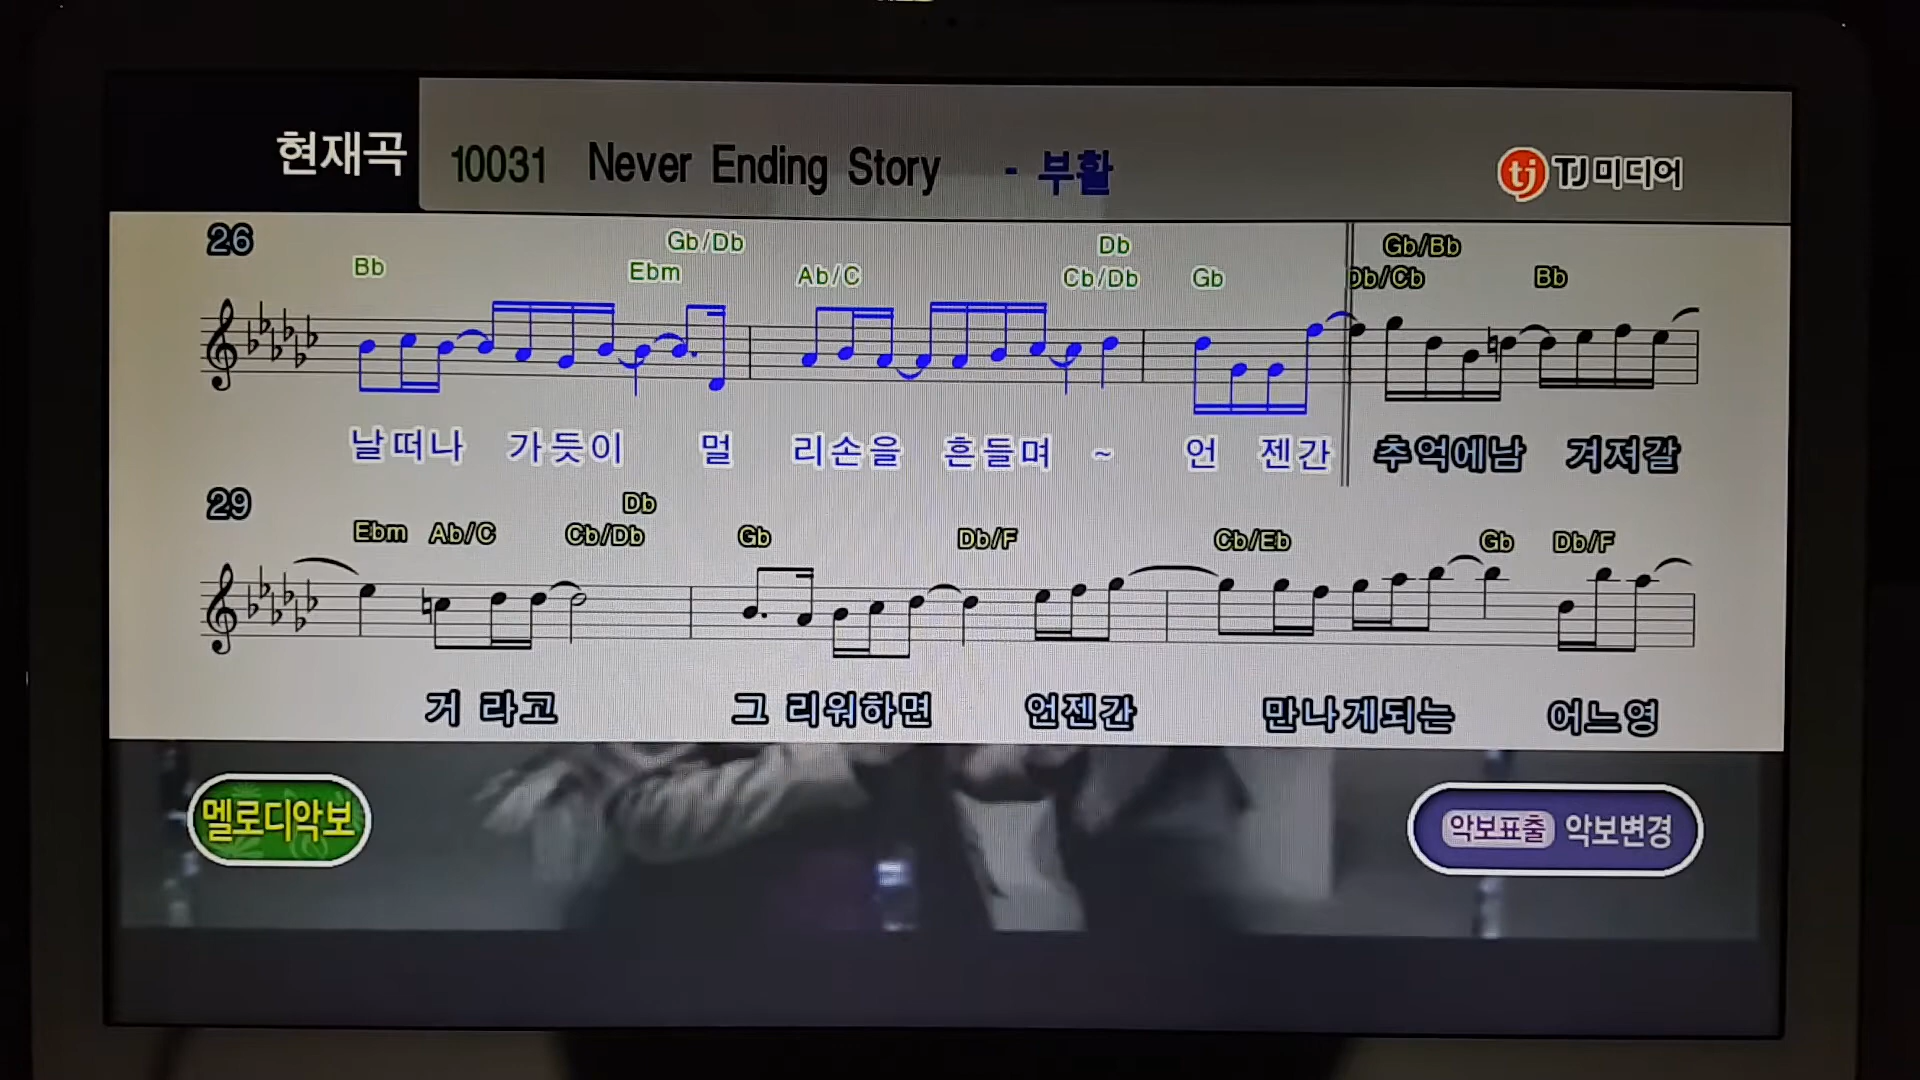 현재곡 10031 Never Ending Story - 부활 tj TJ미디어
26
Gb/Db Db Gb/Bb
Bb Ebm Ab/C Cb/Db Gb Db/Cb Bb
날떠나 가듯이 멀 리손을 흔들며 ~ 언 젠간 추억에남 겨져갈
29
Db
Ebm Ab/C Cb/Db Gb Db/F Cb/Eb Gb Db/F
거 라고 그 리워하면 언젠간 만나게되는 어느영
멜로디악보 악보표출 악보변경